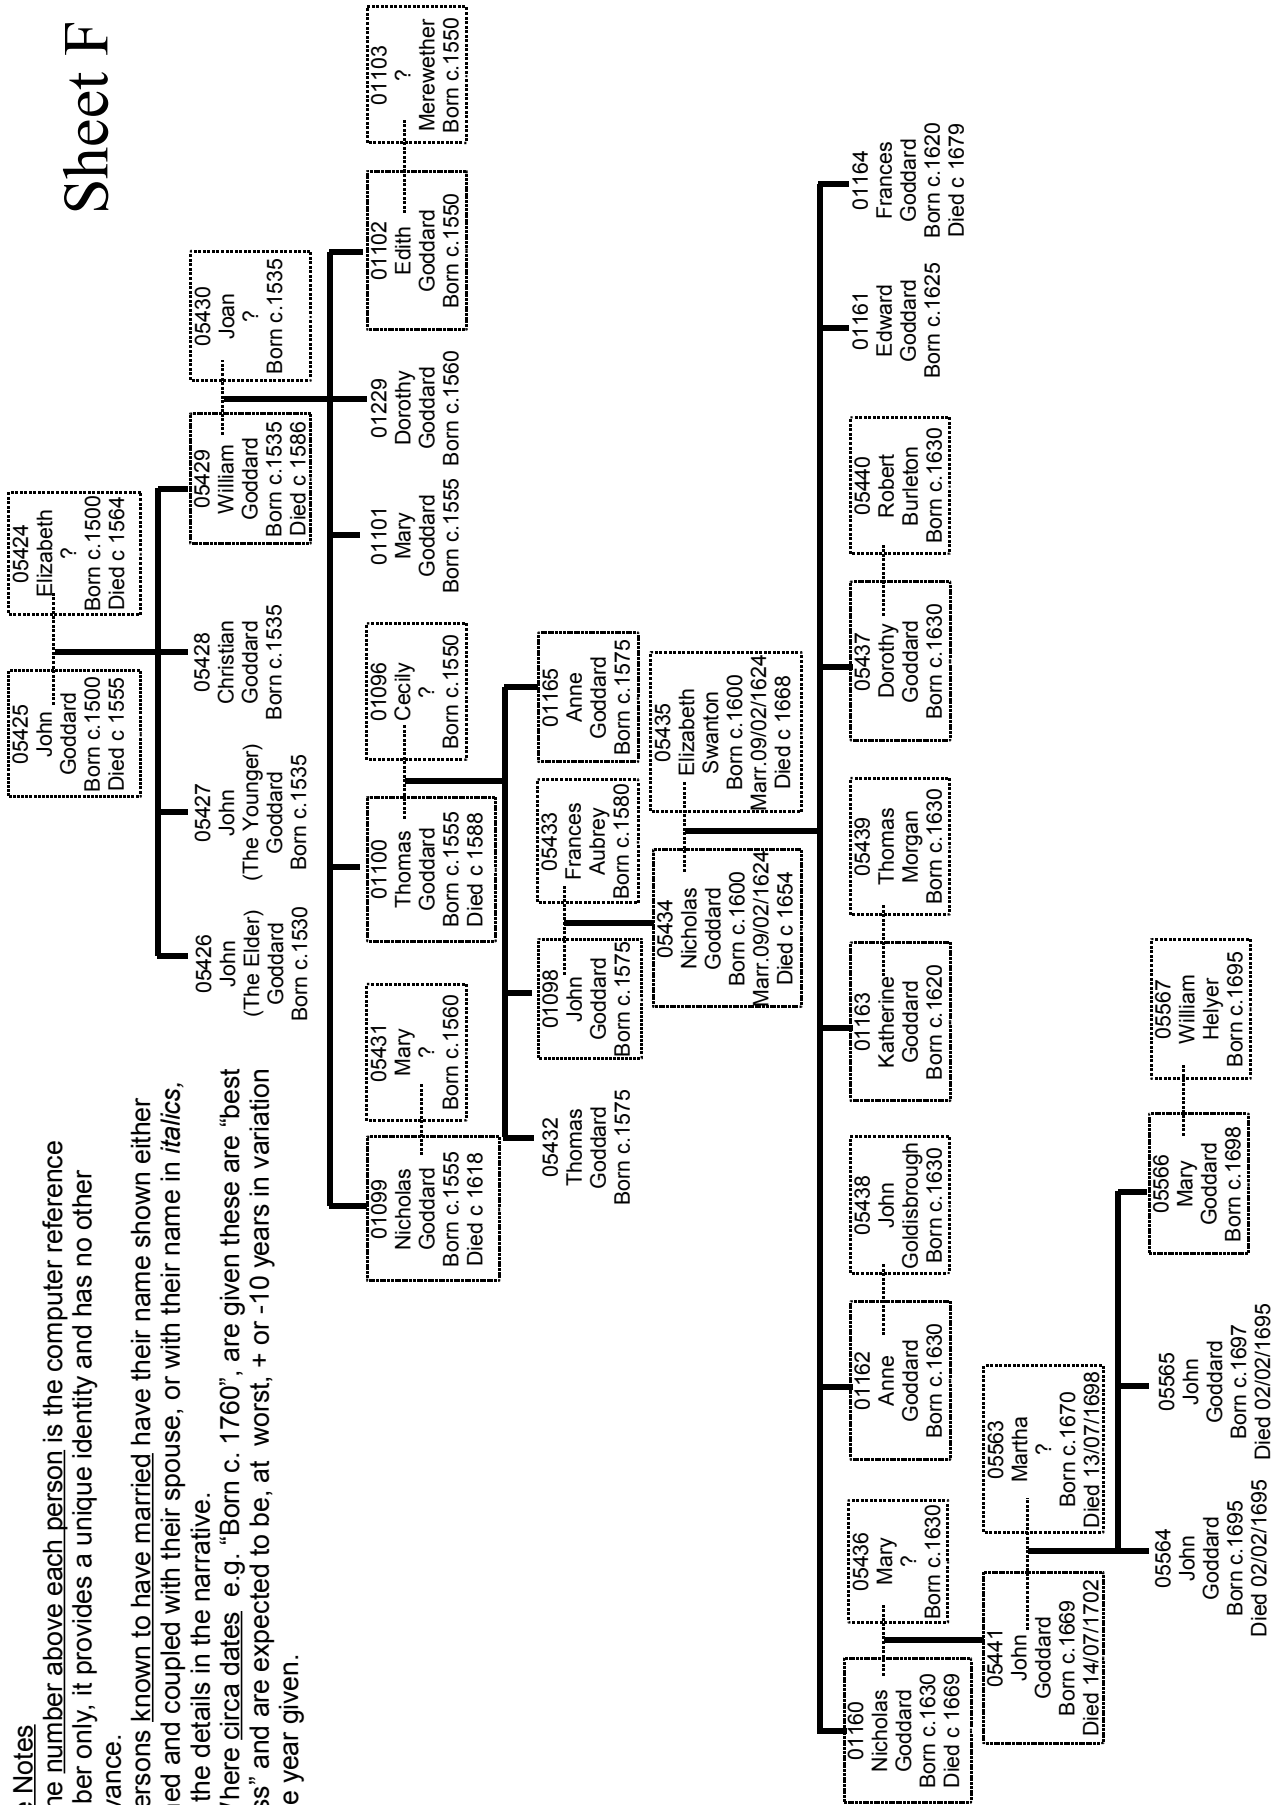 Sheet F
e Notes
he number above each person is the computer reference
ber only, it provides a unique identity and has no other
vance.
ersons known to have married have their name shown either
ned and coupled with their spouse, or with their name in italics,
the details in the narrative.
here circa dates e.g. “Born c. 1760”, are given these are “best
ss” and are expected to be, at worst, + or -10 years in variation
e year given.
05425
John
Goddard
Born c.1500
Died c 1555
05424
Elizabeth
?
Born c.1500
Died c 1564
05426
John
(The Elder)
Goddard
Born c.1530
05427
John
(The Younger)
Goddard
Born c.1535
05428
Christian
Goddard
Born c.1535
05429
William
Goddard
Born c.1535
Died c 1586
05430
Joan
?
Born c.1535
01099
Nicholas
Goddard
Born c.1555
Died c 1618
05431
Mary
?
Born c.1560
01100
Thomas
Goddard
Born c.1555
Died c 1588
01096
Cecily
?
Born c.1550
01101
Mary
Goddard
Born c.1555
01229
Dorothy
Goddard
Born c.1560
01102
Edith
Goddard
Born c.1550
01103
?
Merewether
Born c.1550
05432
Thomas
Goddard
Born c.1575
01098
John
Goddard
Born c.1575
05433
Frances
Aubrey
Born c.1580
01165
Anne
Goddard
Born c.1575
05434
Nicholas
Goddard
Born c.1600
Marr.09/02/1624
Died c 1654
05435
Elizabeth
Swanton
Born c.1600
Marr.09/02/1624
Died c 1668
01160
Nicholas
Goddard
Born c.1630
Died c 1669
05436
Mary
?
Born c.1630
01162
Anne
Goddard
Born c.1630
05438
John
Goldisbrough
Born c.1630
01163
Katherine
Goddard
Born c.1620
05439
Thomas
Morgan
Born c.1630
05437
Dorothy
Goddard
Born c.1630
05440
Robert
Burleton
Born c.1630
01161
Edward
Goddard
Born c.1625
01164
Frances
Goddard
Born c.1620
Died c 1679
05441
John
Goddard
Born c.1669
Died 14/07/1702
05563
Martha
?
Born c.1670
Died 13/07/1698
05564
John
Goddard
Born c.1695
Died 02/02/1695
05565
John
Goddard
Born c.1697
Died 02/02/1695
05566
Mary
Goddard
Born c.1698
05567
William
Helyer
Born c.1695